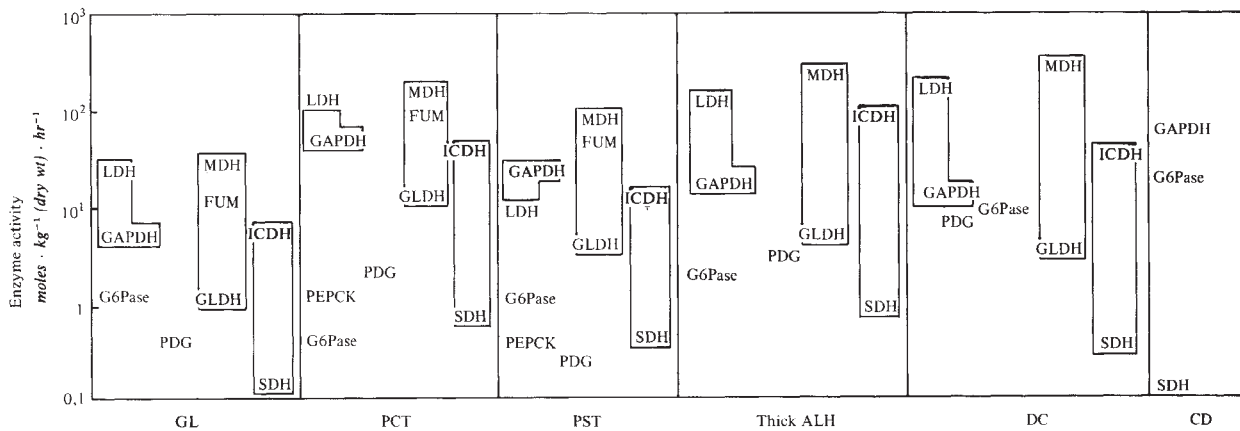 Enzyme activity
moles · kg⁻¹ (dry wt) · hr⁻¹
10³
10²
10¹
1
0.1
LDH
GAPDH
G6Pase
PDG
MDH
FUM
GLDH
ICDH
SDH
GL
LDH
GAPDH
PEPCK
G6Pase
PDG
MDH
FUM
GLDH
ICDH
SDH
PCT
GAPDH
LDH
G6Pase
PEPCK
PDG
MDH
FUM
GLDH
ICDH
SDH
PST
LDH
GAPDH
G6Pase
PDG
MDH
GLDH
ICDH
SDH
Thick ALH
LDH
GAPDH
PDG
G6Pase
MDH
GLDH
ICDH
SDH
DC
GAPDH
G6Pase
SDH
CD